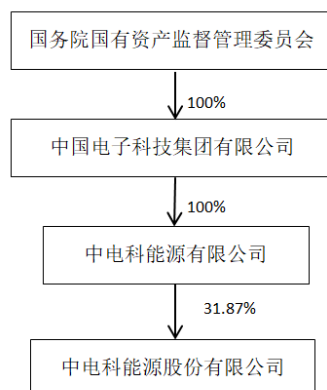 国务院国有资产监督管理委员会
100%
中国电子科技集团有限公司
100%
中电科能源有限公司
31.87%
中电科能源股份有限公司